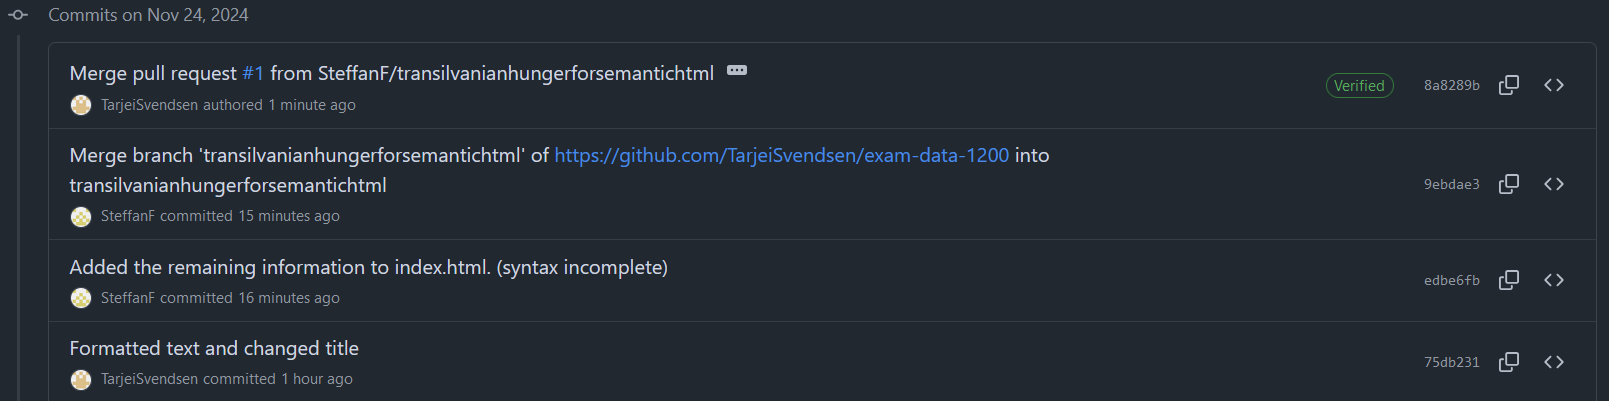 Commits on Nov 24, 2024
Merge pull request #1 from SteffanF/transilvanianhungerforsemantichtml
TarjeiSvendsen authored 1 minute ago
Verified
8a8289b
Merge branch 'transilvanianhungerforsemantichtml' of https://github.com/TarjeiSvendsen/exam-data-1200 into
transilvanianhungerforsemantichtml
SteffanF committed 15 minutes ago
9ebdae3
Added the remaining information to index.html. (syntax incomplete)
SteffanF committed 16 minutes ago
edbe6fb
Formatted text and changed title
TarjeiSvendsen committed 1 hour ago
75db231